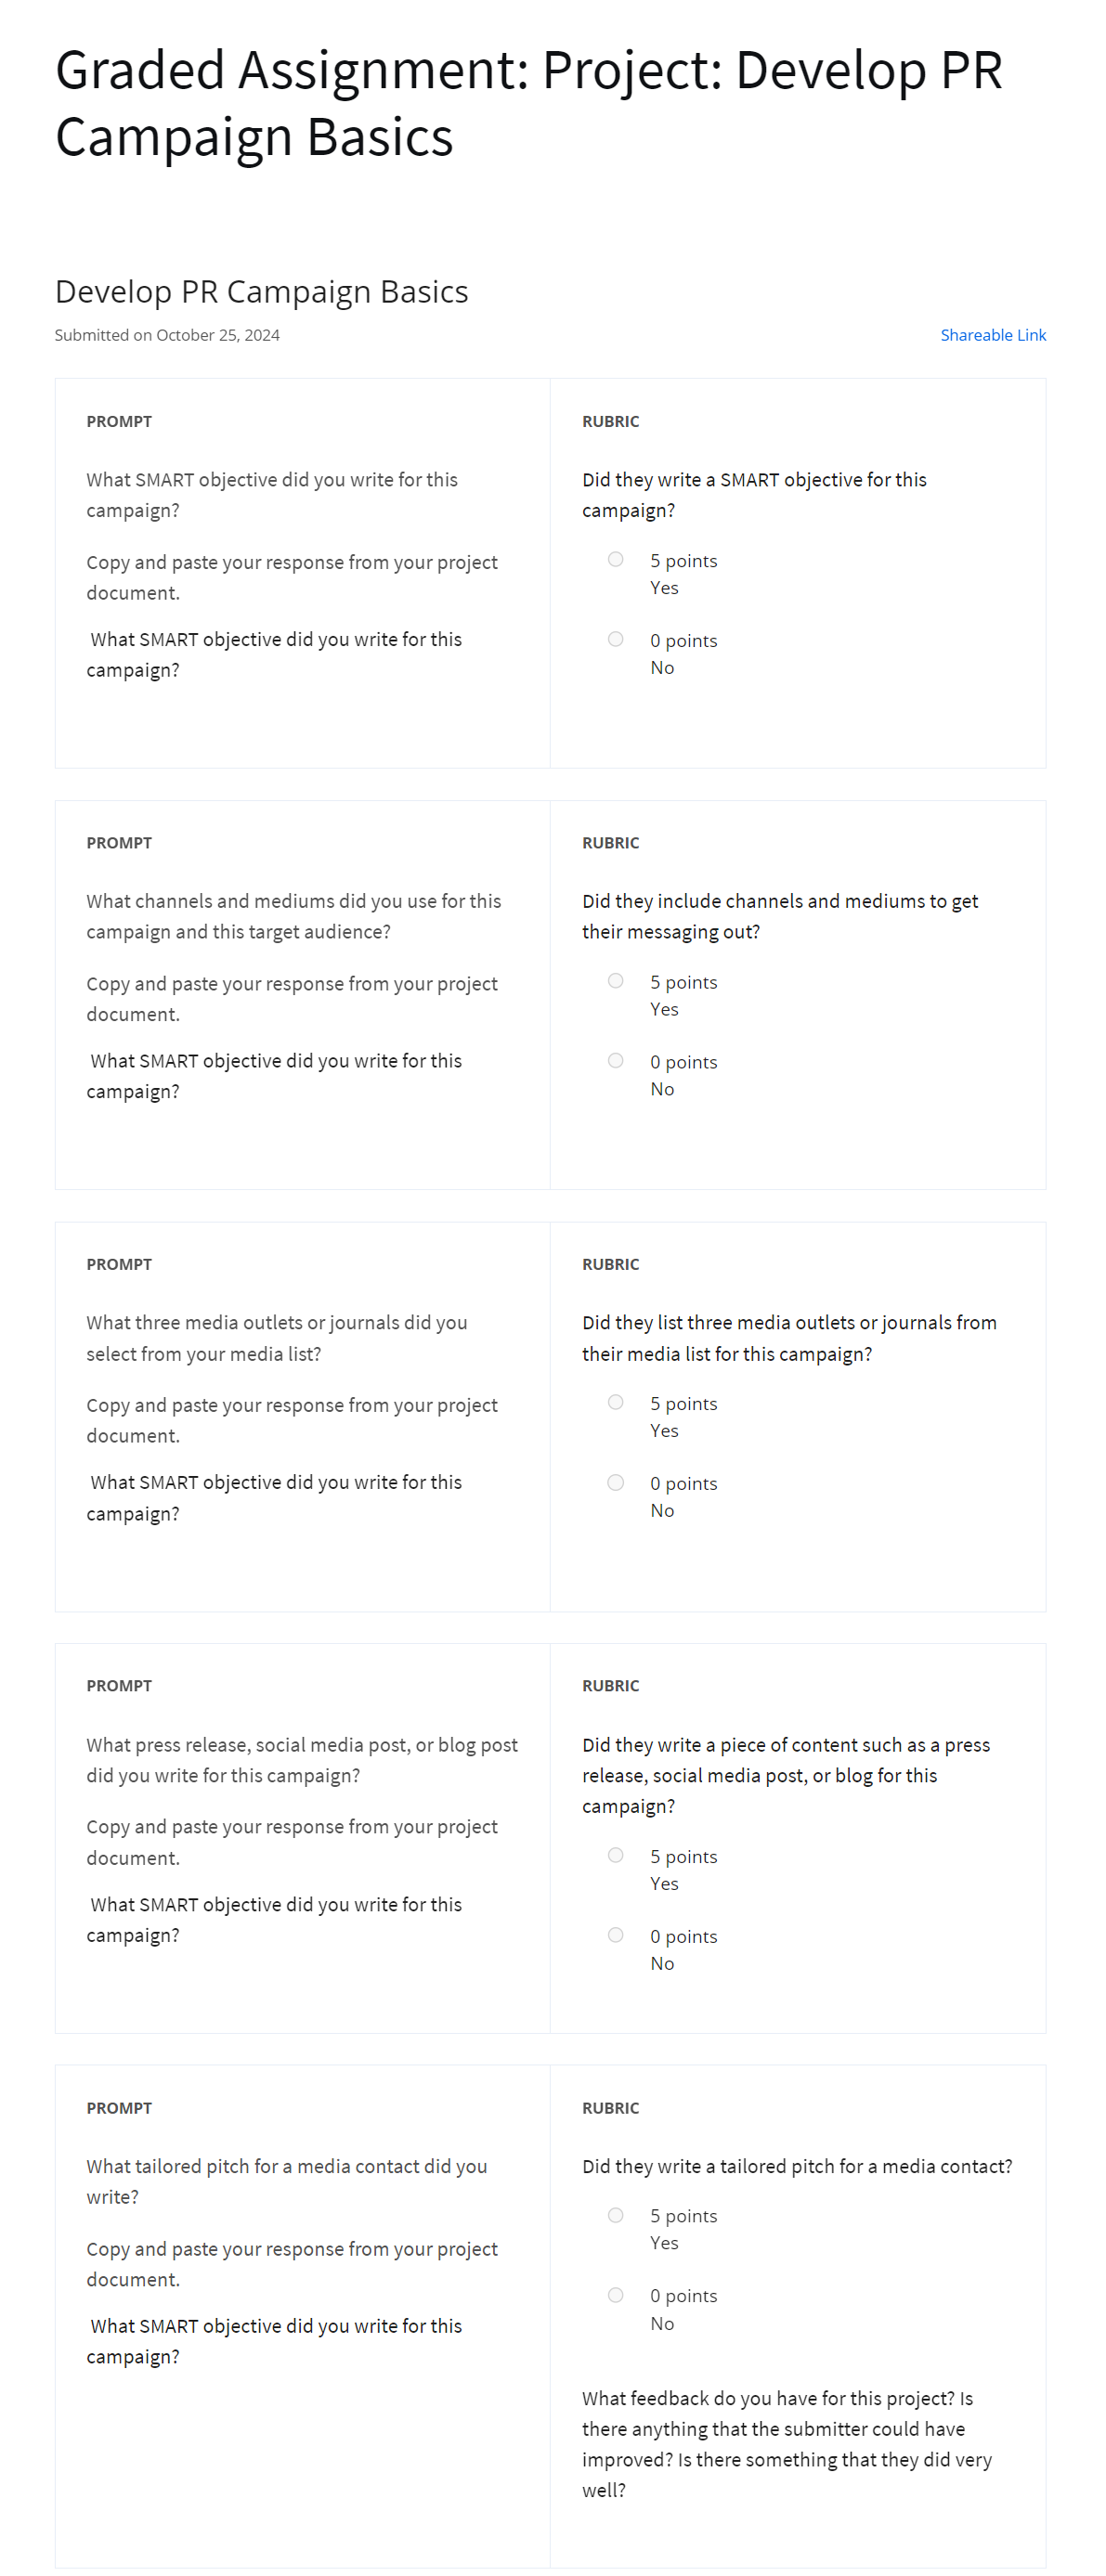 Graded Assignment: Project: Develop PR
Campaign Basics
Develop PR Campaign Basics
Submitted on October 25, 2024
Shareable Link
PROMPT
What SMART objective did you write for this
campaign?
Copy and paste your response from your project
document.
What SMART objective did you write for this
campaign?
RUBRIC
Did they write a SMART objective for this
campaign?
5 points
Yes
0 points
No
PROMPT
What channels and mediums did you use for this
campaign and this target audience?
Copy and paste your response from your project
document.
What SMART objective did you write for this
campaign?
RUBRIC
Did they include channels and mediums to get
their messaging out?
5 points
Yes
0 points
No
PROMPT
What three media outlets or journals did you
select from your media list?
Copy and paste your response from your project
document.
What SMART objective did you write for this
campaign?
RUBRIC
Did they list three media outlets or journals from
their media list for this campaign?
5 points
Yes
0 points
No
PROMPT
What press release, social media post, or blog post
did you write for this campaign?
Copy and paste your response from your project
document.
What SMART objective did you write for this
campaign?
RUBRIC
Did they write a piece of content such as a press
release, social media post, or blog for this
campaign?
5 points
Yes
0 points
No
PROMPT
What tailored pitch for a media contact did you
write?
Copy and paste your response from your project
document.
What SMART objective did you write for this
campaign?
RUBRIC
Did they write a tailored pitch for a media contact?
5 points
Yes
0 points
No
What feedback do you have for this project? Is
there anything that the submitter could have
improved? Is there something that they did very
well?